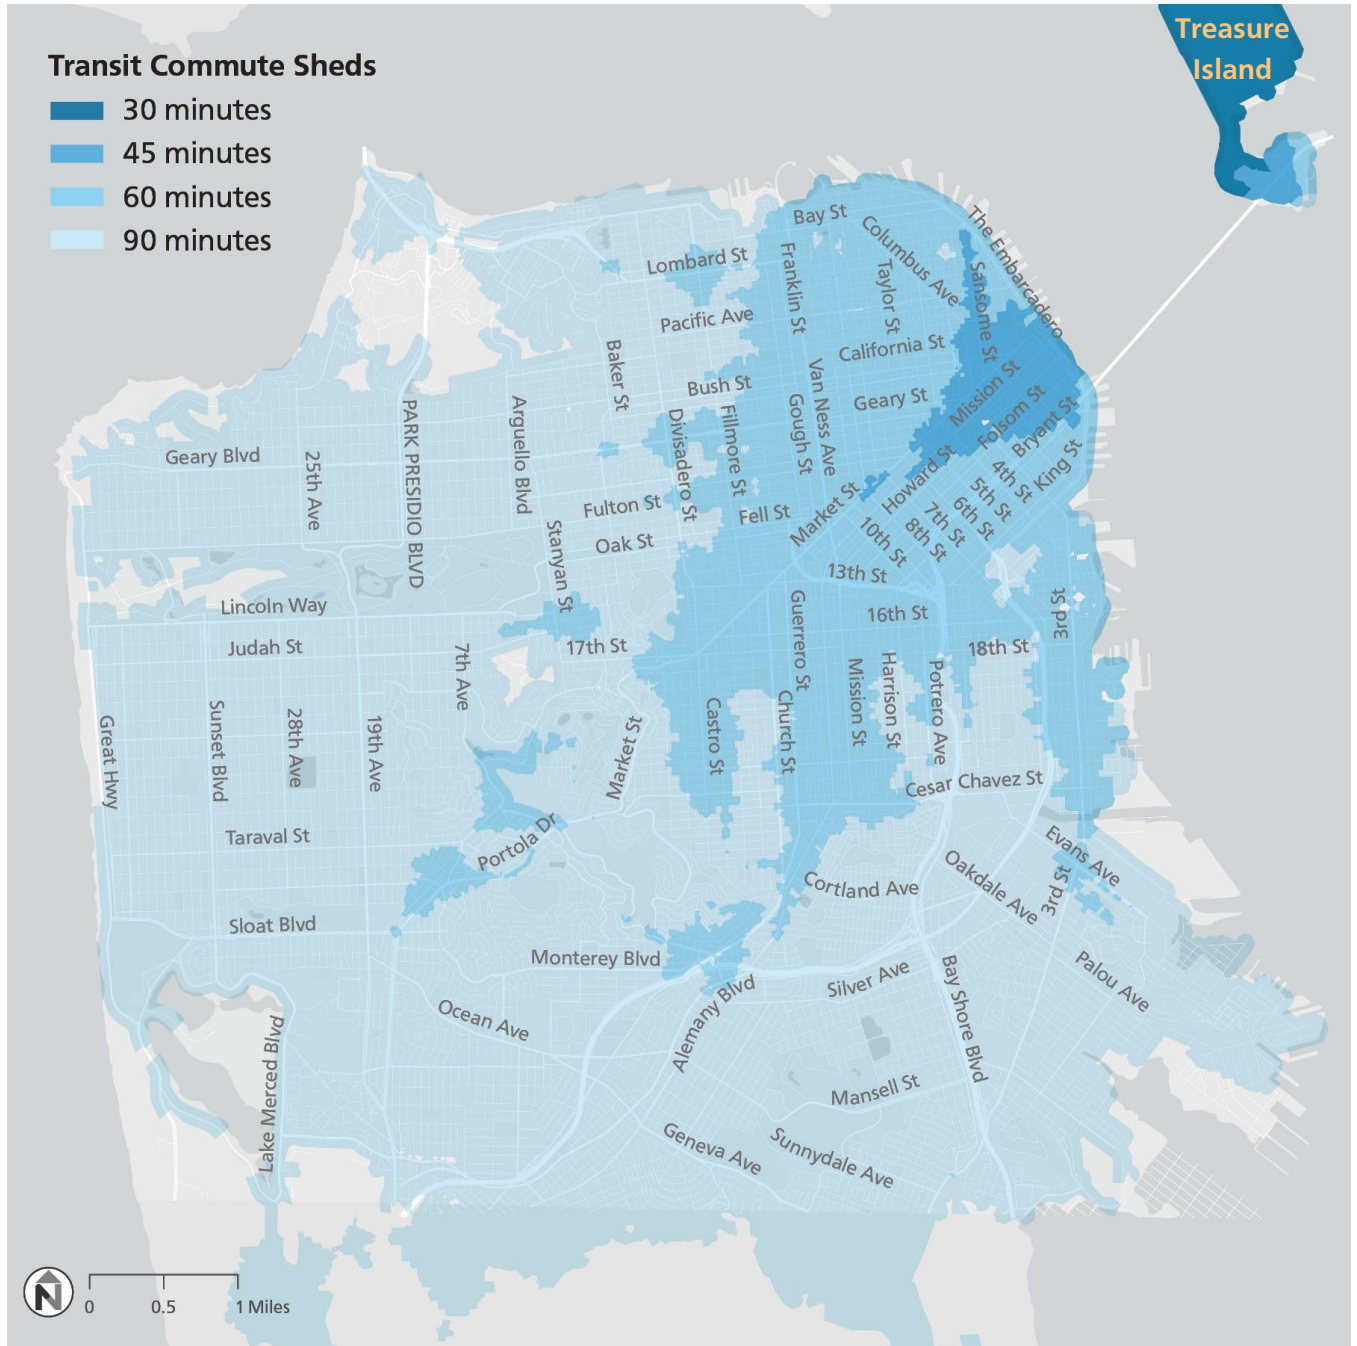 Treasure
Island
Transit Commute Sheds
30 minutes
45 minutes
60 minutes
90 minutes
The Embarcadero
Bay St
Columbus Ave
Lombard St
Franklin St
Taylor St
Sansome St
Pacific Ave
California St
Baker St
Van Ness Ave
Mission St
Bush St
Geary St
Folsom St
Bryant St
PARK PRESIDIO BLVD
Arguello Blvd
Divisadero St
Fillmore St
Gough St
Geary Blvd
25th Ave
Howard St
4th St
King St
5th St
Market St
6th St
Fulton St
Fell St
7th St
Stanyan St
Oak St
10th St
8th St
13th St
Lincoln Way
Guerrero St
16th St
3rd St
Judah St
7th Ave
17th St
18th St
Mission St
Harrison St
Potrero Ave
Great Hwy
Sunset Blvd
28th Ave
19th Ave
Market St
Castro St
Church St
Cesar Chavez St
Taraval St
Portola Dr
Evans Ave
Cortland Ave
Oakdale Ave
3rd St
Sloat Blvd
Monterey Blvd
Silver Ave
Bay Shore Blvd
Palou Ave
Ocean Ave
Alemany Blvd
Lake Merced Blvd
Mansell St
Geneva Ave
Sunnydale Ave
N
0 0.5 1 Miles